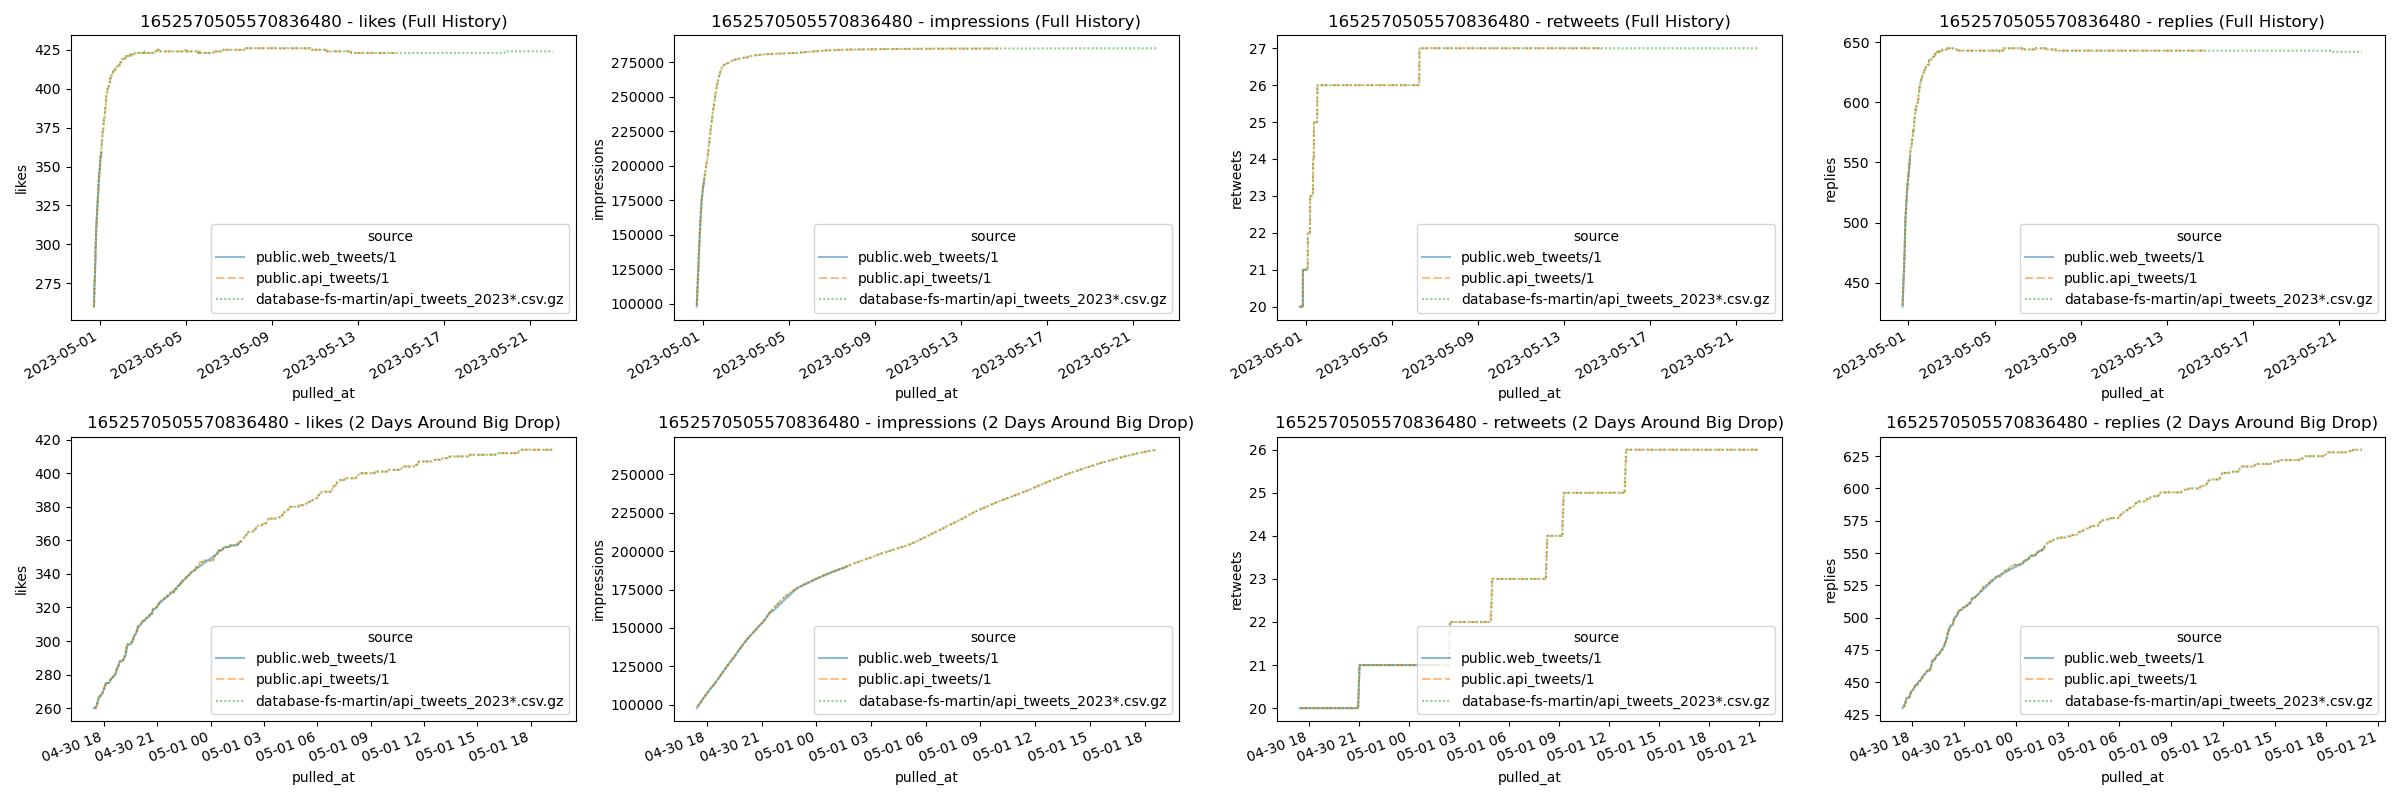 1652570505570836480 - likes (Full History)
425
400
375
350
325
300
275
likes
source
public.web_tweets/1
public.api_tweets/1
database-fs-martin/api_tweets_2023*.csv.gz
2023-05-01
2023-05-05
2023-05-09
2023-05-13
2023-05-17
2023-05-21
pulled_at
1652570505570836480 - impressions (Full History)
275000
250000
225000
200000
175000
150000
125000
100000
impressions
source
public.web_tweets/1
public.api_tweets/1
database-fs-martin/api_tweets_2023*.csv.gz
2023-05-01
2023-05-05
2023-05-09
2023-05-13
2023-05-17
2023-05-21
pulled_at
1652570505570836480 - retweets (Full History)
27
26
25
24
23
22
21
20
retweets
source
public.web_tweets/1
public.api_tweets/1
database-fs-martin/api_tweets_2023*.csv.gz
2023-05-01
2023-05-05
2023-05-09
2023-05-13
2023-05-17
2023-05-21
pulled_at
1652570505570836480 - replies (Full History)
650
600
550
500
450
replies
source
public.web_tweets/1
public.api_tweets/1
database-fs-martin/api_tweets_2023*.csv.gz
2023-05-01
2023-05-05
2023-05-09
2023-05-13
2023-05-17
2023-05-21
pulled_at
1652570505570836480 - likes (2 Days Around Big Drop)
420
400
380
360
340
320
300
280
260
likes
source
public.web_tweets/1
public.api_tweets/1
database-fs-martin/api_tweets_2023*.csv.gz
04-30 18
04-30 21
05-01 00
05-01 03
05-01 06
05-01 09
05-01 12
05-01 15
05-01 18
pulled_at
1652570505570836480 - impressions (2 Days Around Big Drop)
250000
225000
200000
175000
150000
125000
100000
impressions
source
public.web_tweets/1
public.api_tweets/1
database-fs-martin/api_tweets_2023*.csv.gz
04-30 18
04-30 21
05-01 00
05-01 03
05-01 06
05-01 09
05-01 12
05-01 15
05-01 18
pulled_at
1652570505570836480 - retweets (2 Days Around Big Drop)
26
25
24
23
22
21
20
retweets
source
public.web_tweets/1
public.api_tweets/1
database-fs-martin/api_tweets_2023*.csv.gz
04-30 18
04-30 21
05-01 00
05-01 03
05-01 06
05-01 09
05-01 12
05-01 15
05-01 18
05-01 21
pulled_at
1652570505570836480 - replies (2 Days Around Big Drop)
625
600
575
550
525
500
475
450
425
replies
source
public.web_tweets/1
public.api_tweets/1
database-fs-martin/api_tweets_2023*.csv.gz
04-30 18
04-30 21
05-01 00
05-01 03
05-01 06
05-01 09
05-01 12
05-01 15
05-01 18
05-01 21
pulled_at